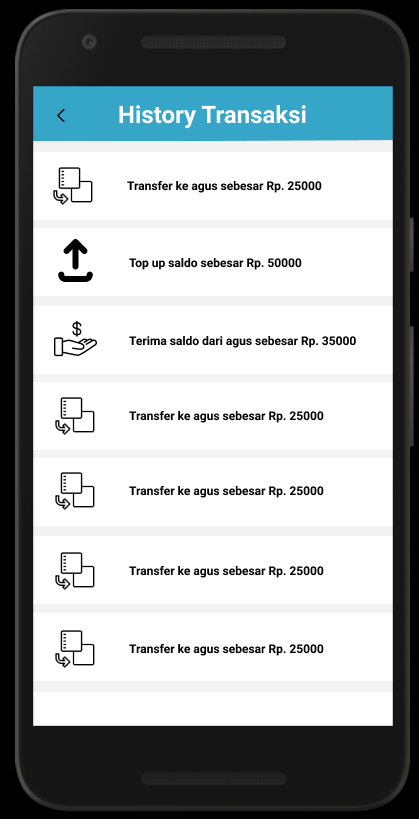 History Transaksi
Transfer ke agus sebesar Rp. 25000
Top up saldo sebesar Rp. 50000
$
Terima saldo dari agus sebesar Rp. 35000
Transfer ke agus sebesar Rp. 25000
Transfer ke agus sebesar Rp. 25000
Transfer ke agus sebesar Rp. 25000
Transfer ke agus sebesar Rp. 25000